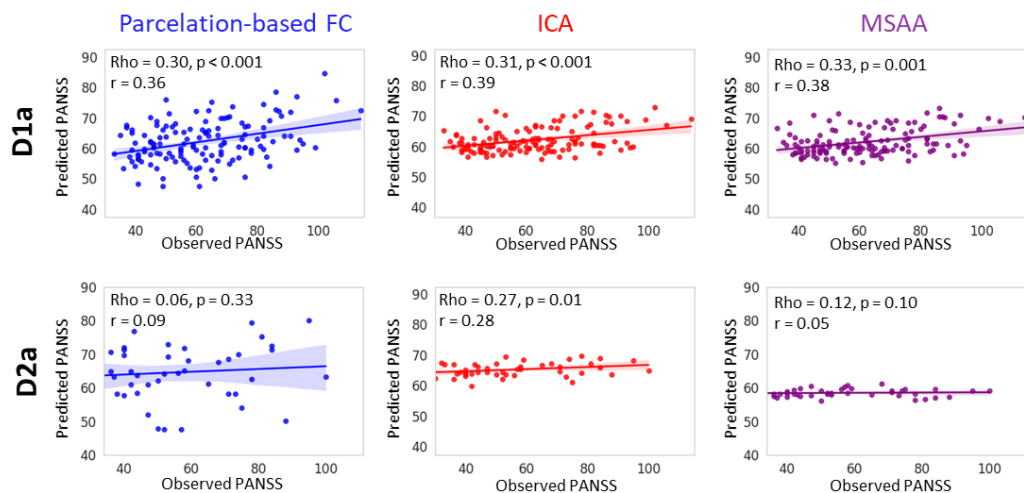 Parcelation-based FC
ICA
MSAA
D1a
Predicted PANSS
90
80
70
60
50
40
Rho = 0.30, p < 0.001
r = 0.36
40
60
80
100
Observed PANSS
Predicted PANSS
90
80
70
60
50
40
Rho = 0.31, p < 0.001
r = 0.39
40
60
80
100
Observed PANSS
Predicted PANSS
90
80
70
60
50
40
Rho = 0.33, p = 0.001
r = 0.38
40
60
80
100
Observed PANSS
D2a
Predicted PANSS
90
80
70
60
50
40
Rho = 0.06, p = 0.33
r = 0.09
40
60
80
100
Observed PANSS
Predicted PANSS
90
80
70
60
50
40
Rho = 0.27, p = 0.01
r = 0.28
40
60
80
100
Observed PANSS
Predicted PANSS
90
80
70
60
50
40
Rho = 0.12, p = 0.10
r = 0.05
40
60
80
100
Observed PANSS